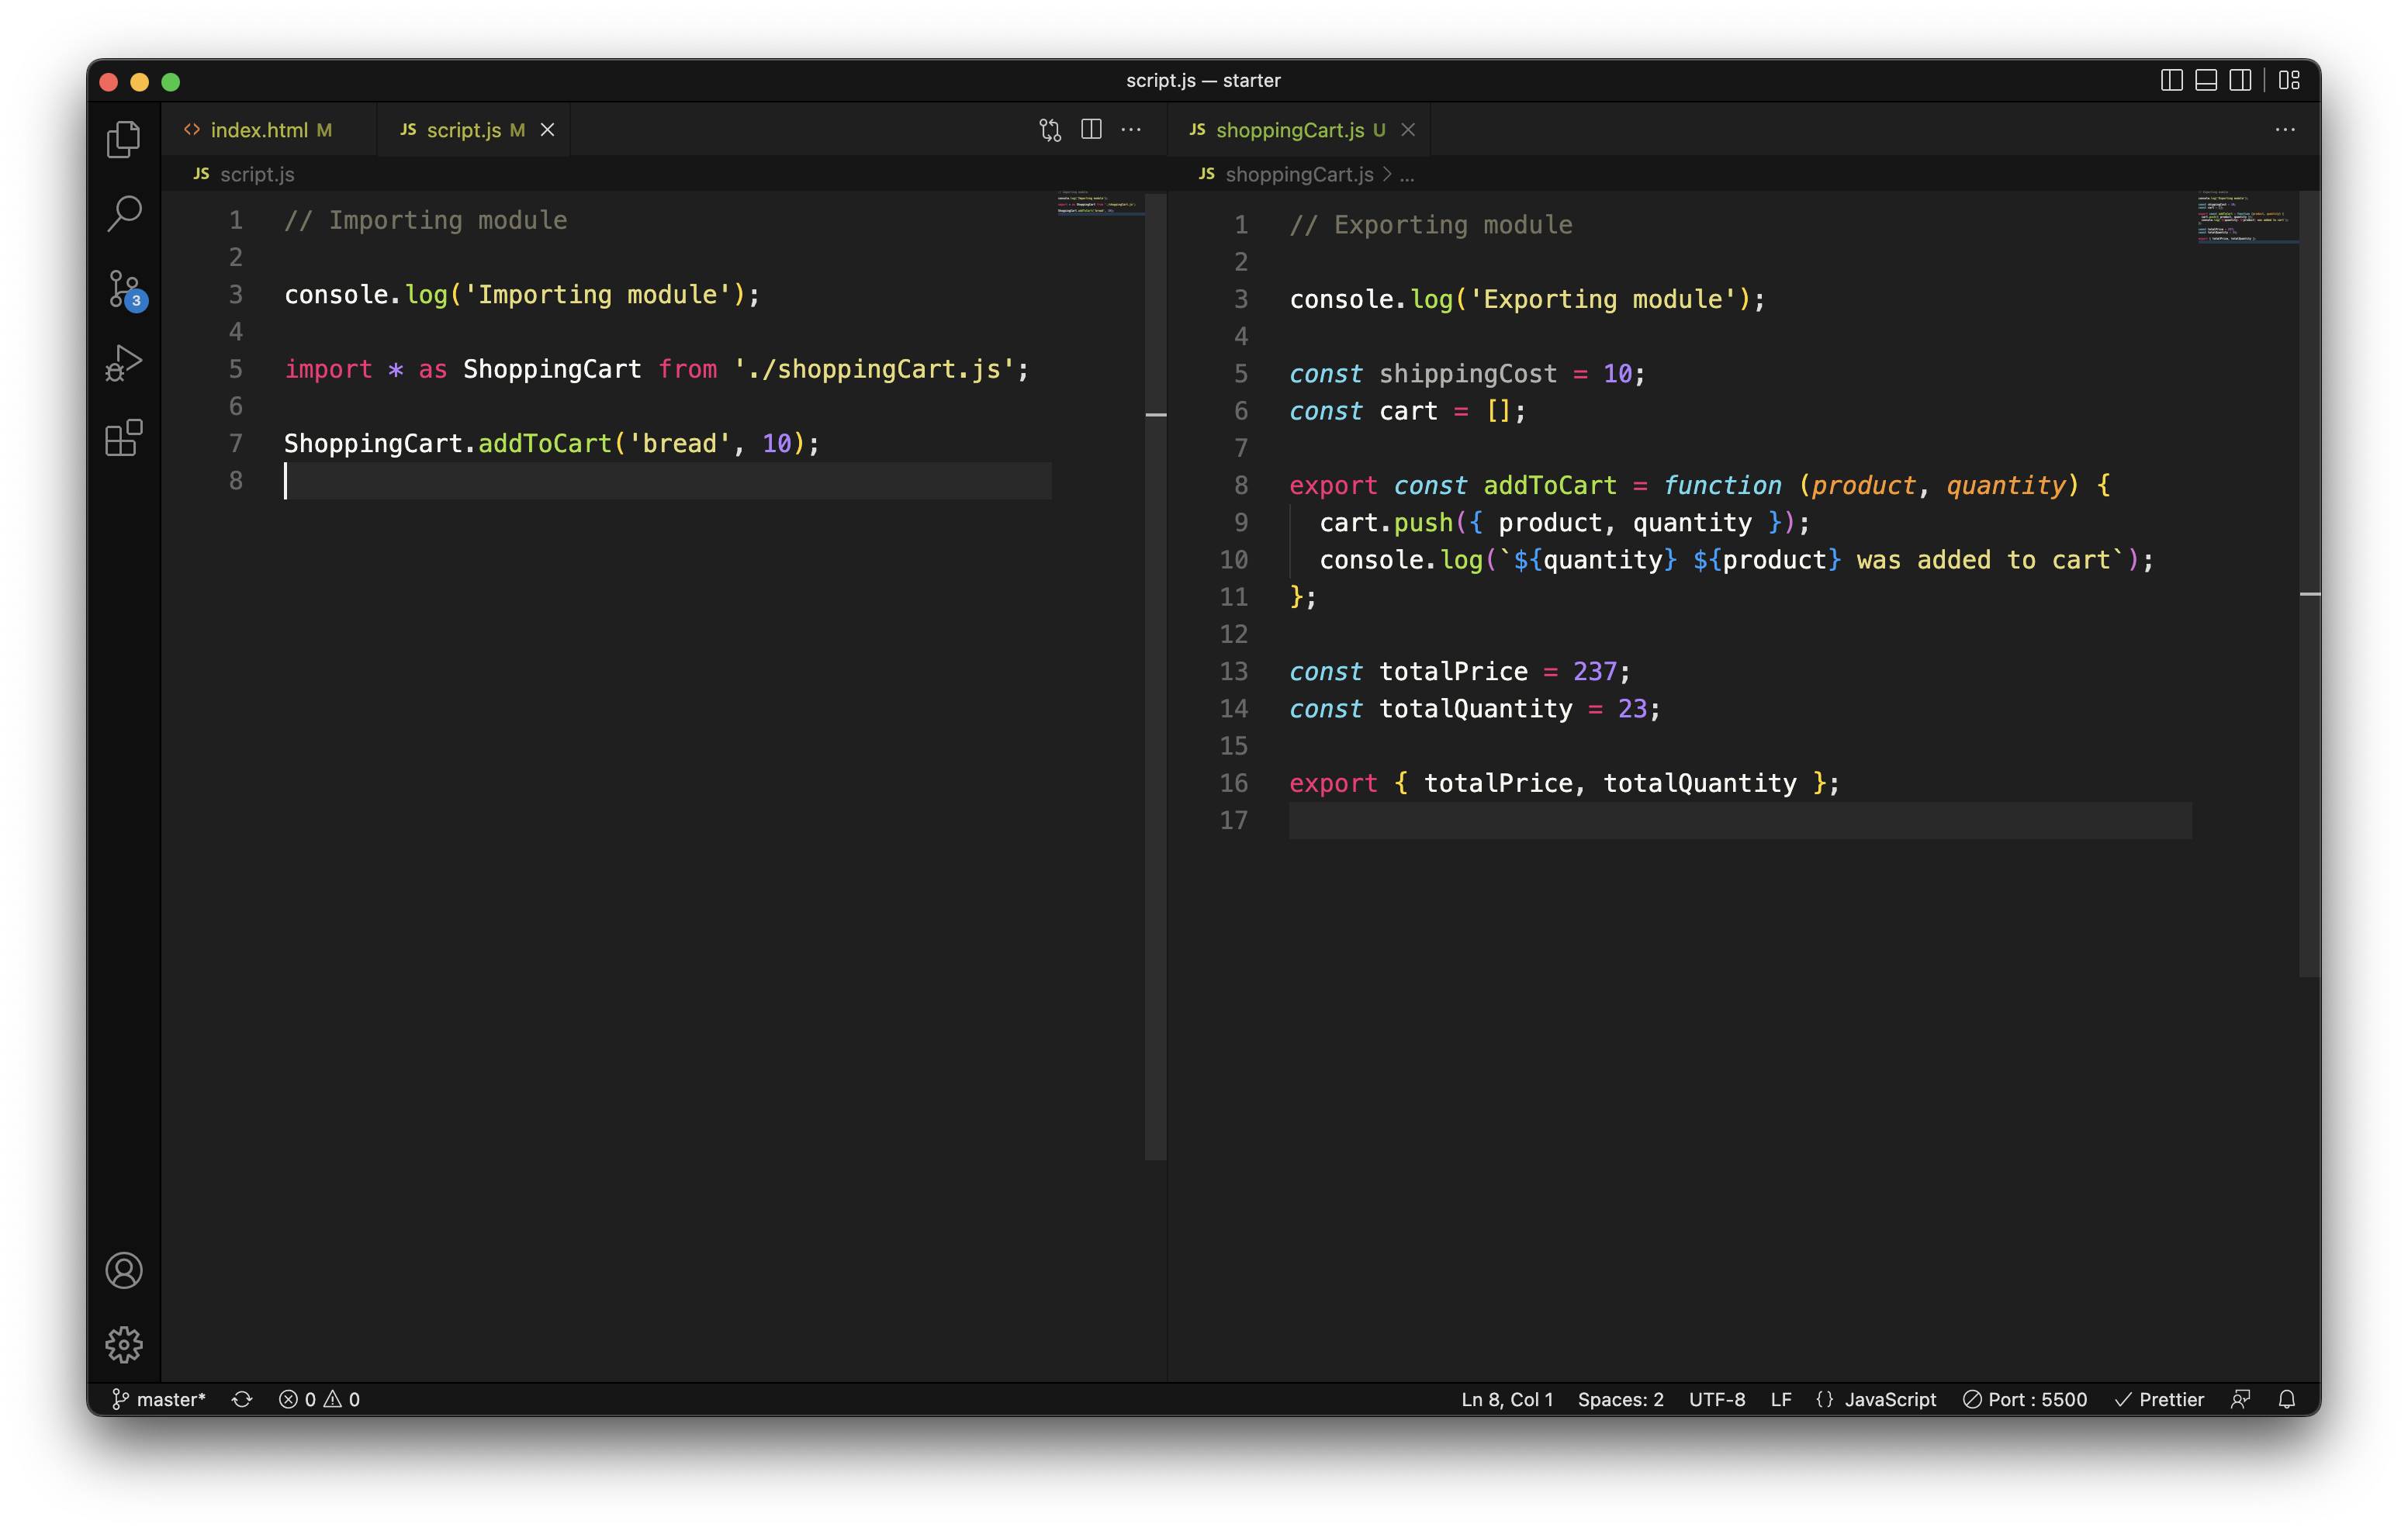 script.js — starter
index.html M
JS script.js M
JS shoppingCart.js U
JS script.js
JS shoppingCart.js > ...
1 // Importing module
2
3 console.log('Importing module');
4
5 import * as ShoppingCart from './shoppingCart.js';
6
7 ShoppingCart.addToCart('bread', 10);
8
1 // Exporting module
2
3 console.log('Exporting module');
4
5 const shippingCost = 10;
6 const cart = [];
7
8 export const addToCart = function (product, quantity) {
9 cart.push({ product, quantity });
10 console.log(`${quantity} ${product} was added to cart`);
11 };
12
13 const totalPrice = 237;
14 const totalQuantity = 23;
15
16 export { totalPrice, totalQuantity };
17
3
master* 0 0 Ln 8, Col 1 Spaces: 2 UTF-8 LF {} JavaScript Port : 5500 Prettier